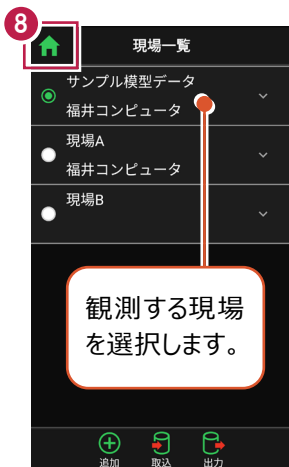 8
現場一覧
サンプル模型データ
福井コンピュータ
現場A
福井コンピュータ
現場B
観測する現場
を選択します。
追加 取込 出力